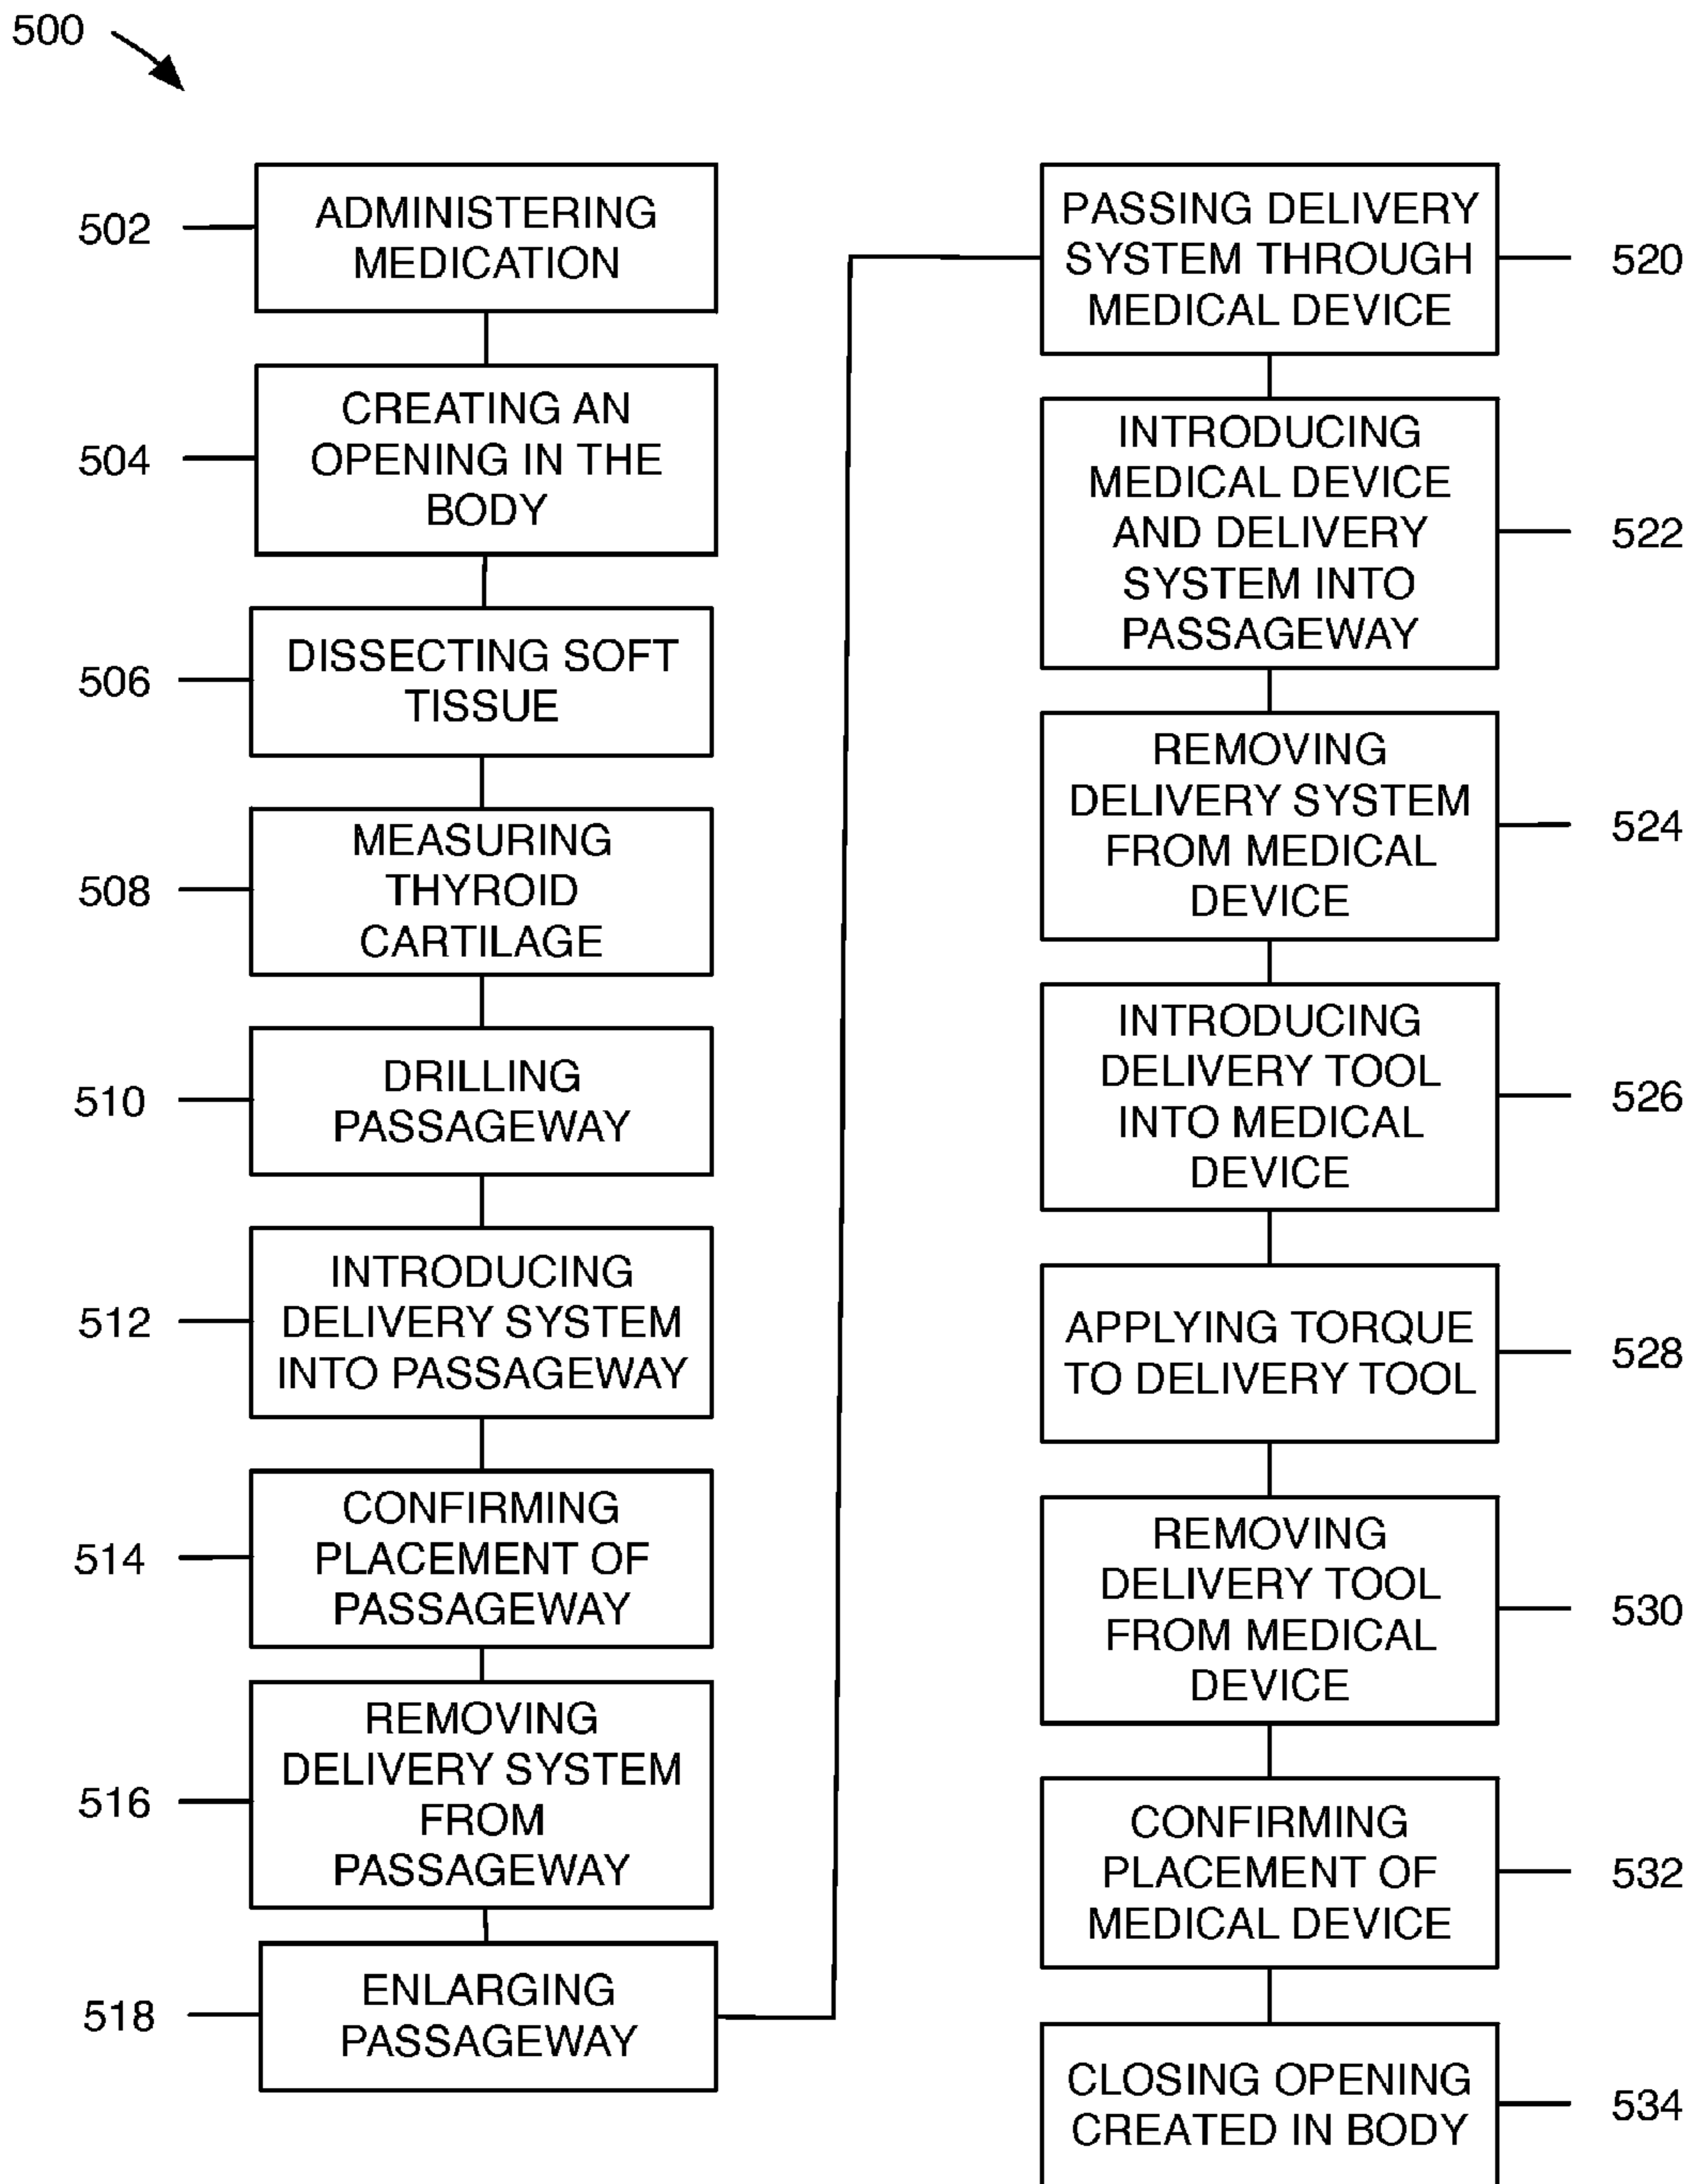 500
502
ADMINISTERING
MEDICATION
504
CREATING AN
OPENING IN THE
BODY
506
DISSECTING SOFT
TISSUE
508
MEASURING
THYROID
CARTILAGE
510
DRILLING
PASSAGEWAY
512
INTRODUCING
DELIVERY SYSTEM
INTO PASSAGEWAY
514
CONFIRMING
PLACEMENT OF
PASSAGEWAY
516
REMOVING
DELIVERY SYSTEM
FROM
PASSAGEWAY
518
ENLARGING
PASSAGEWAY
PASSING DELIVERY
SYSTEM THROUGH
MEDICAL DEVICE
520
INTRODUCING
MEDICAL DEVICE
AND DELIVERY
SYSTEM INTO
PASSAGEWAY
522
REMOVING
DELIVERY SYSTEM
FROM MEDICAL
DEVICE
524
INTRODUCING
DELIVERY TOOL
INTO MEDICAL
DEVICE
526
APPLYING TORQUE
TO DELIVERY TOOL
528
REMOVING
DELIVERY TOOL
FROM MEDICAL
DEVICE
530
CONFIRMING
PLACEMENT OF
MEDICAL DEVICE
532
CLOSING OPENING
CREATED IN BODY
534